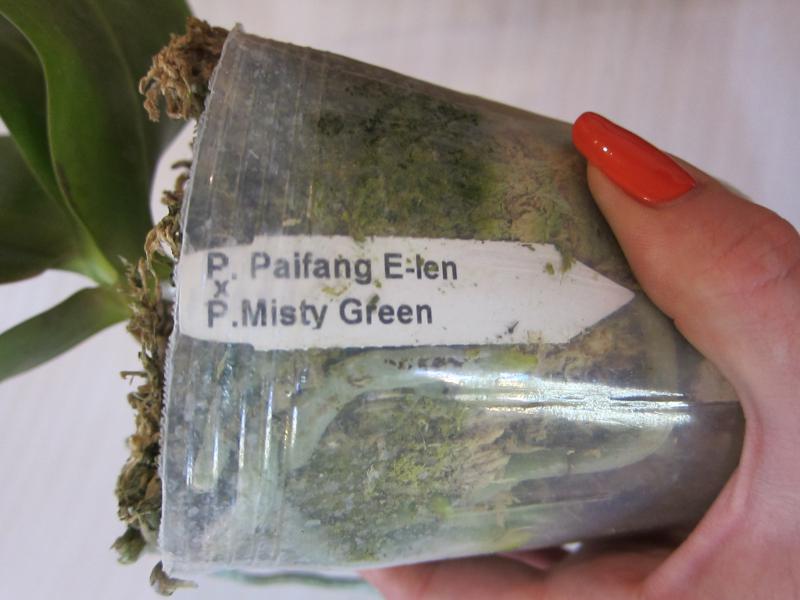 P. Paifang E-len
x
P.Misty Green